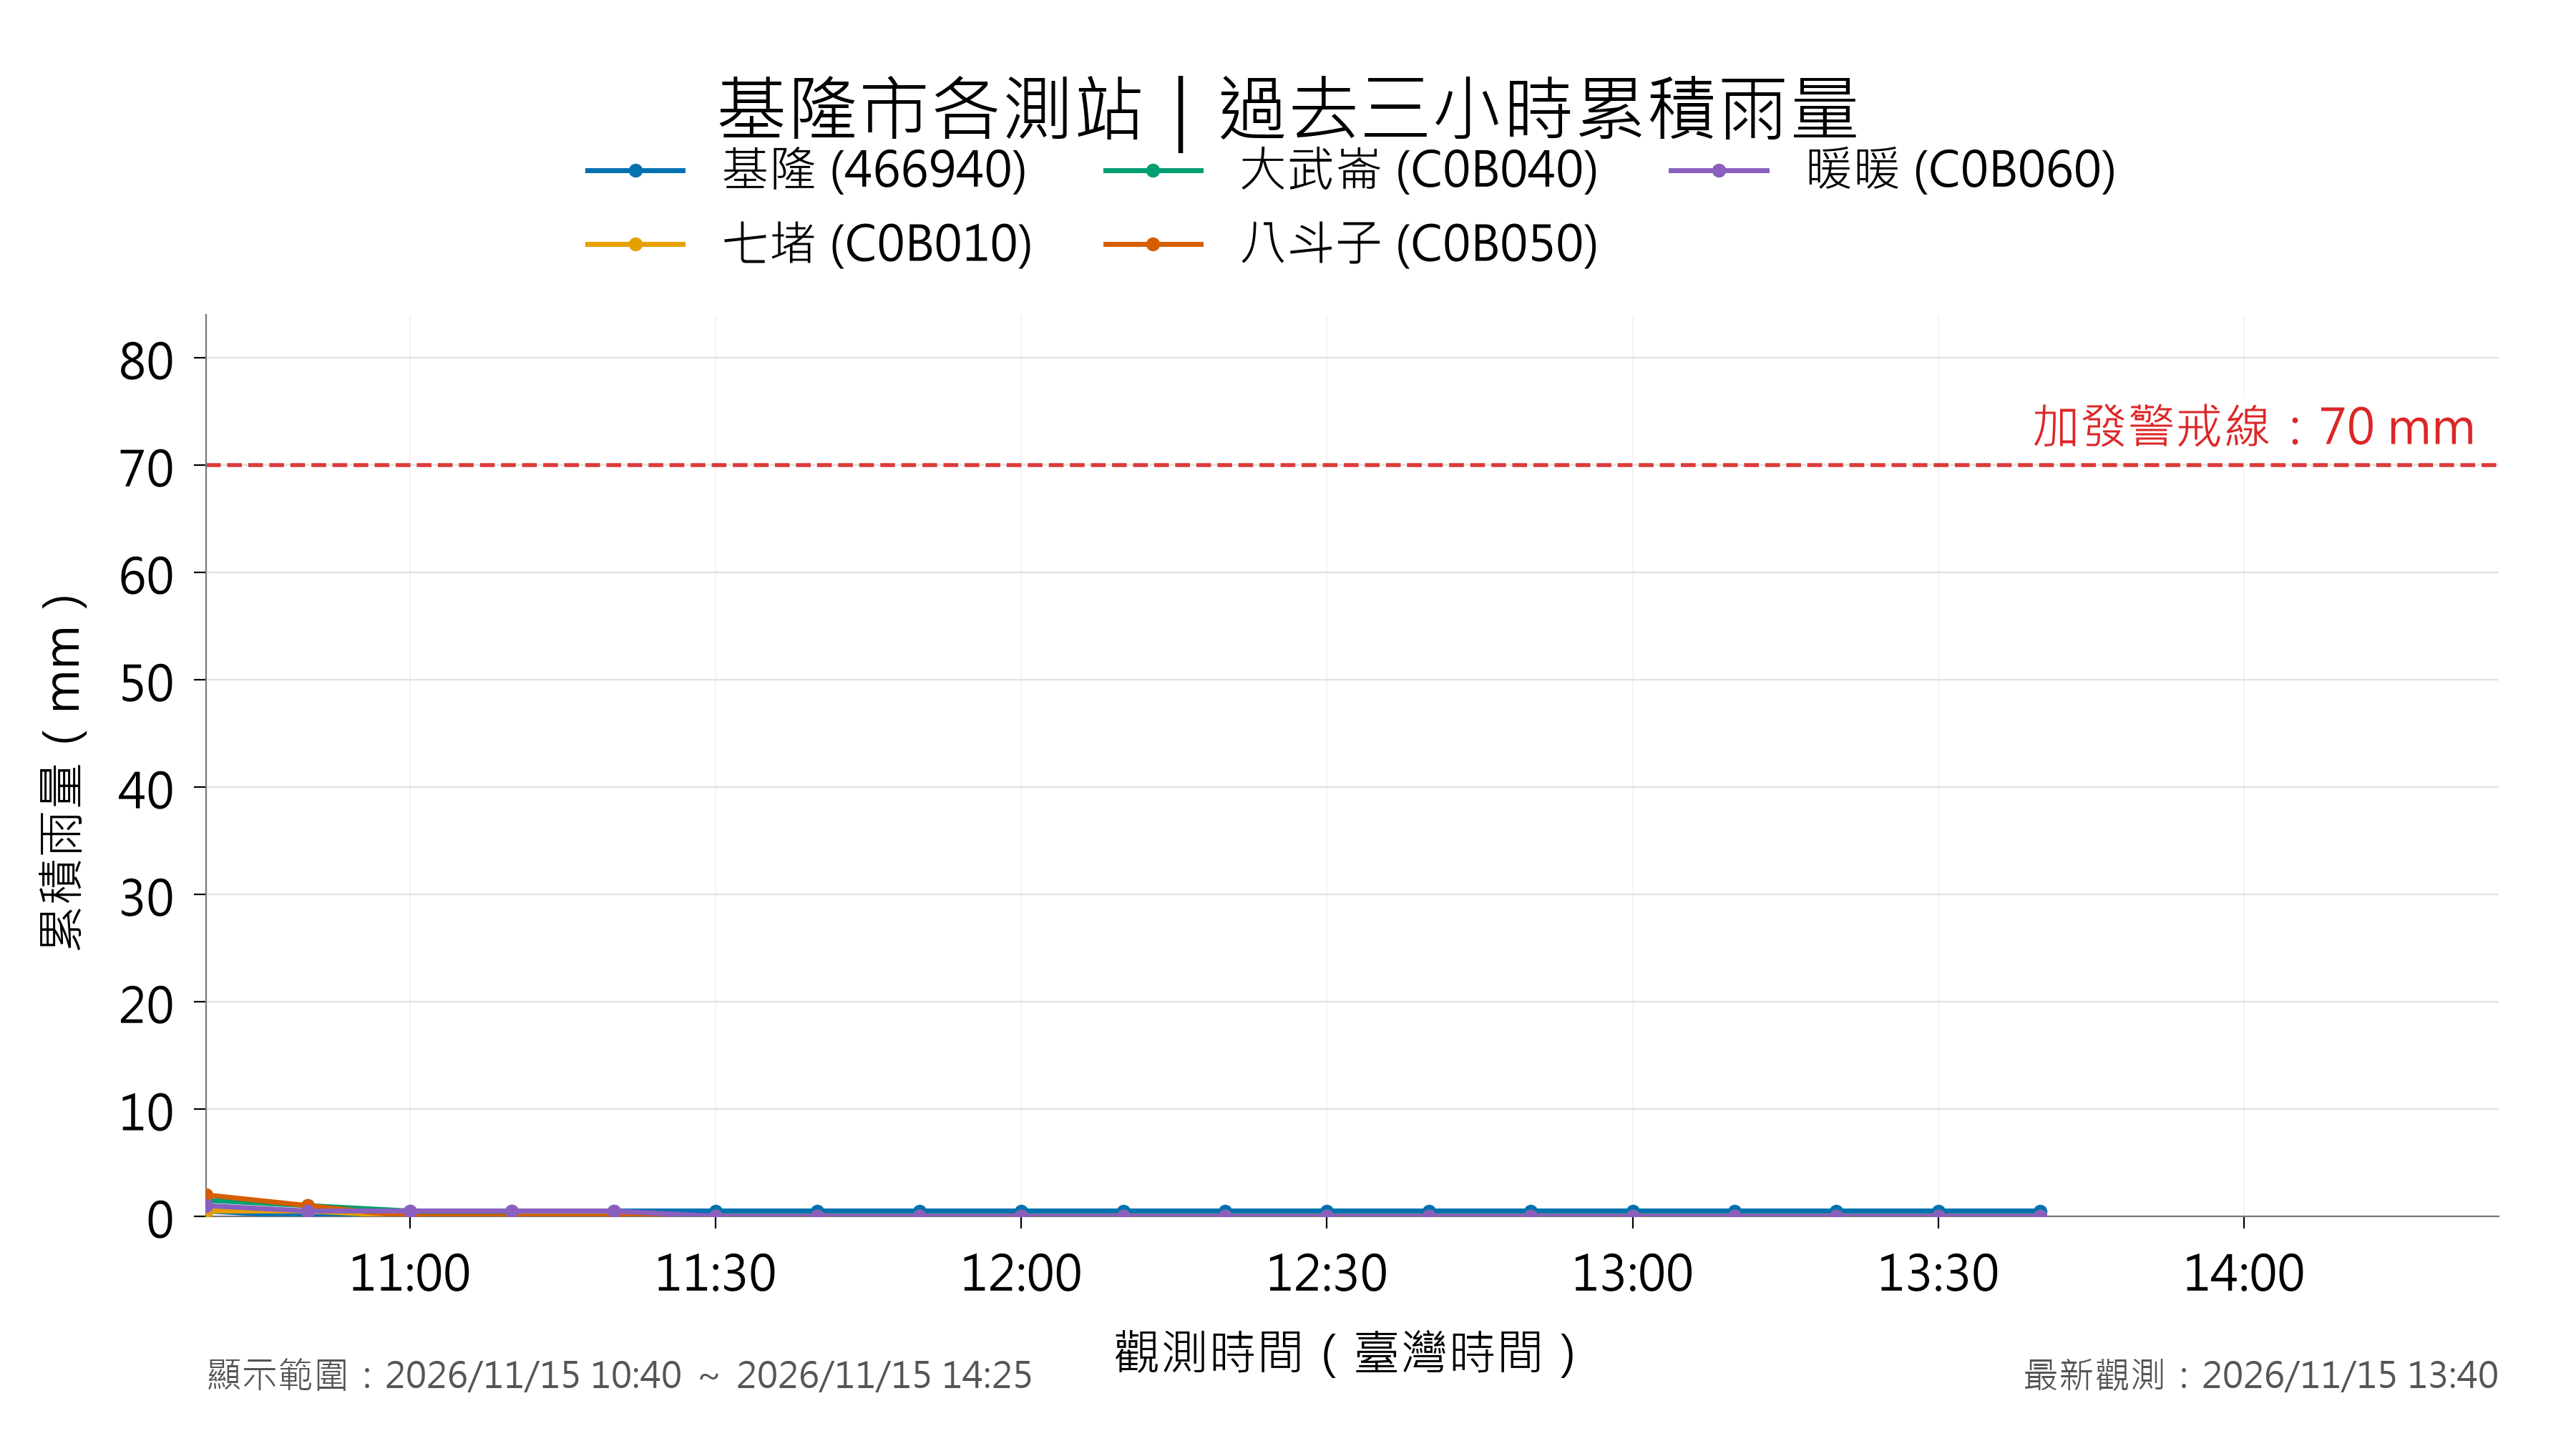 基隆市各測站｜過去三小時累積雨量
基隆 (466940)
大武崙 (C0B040)
暖暖 (C0B060)
七堵 (C0B010)
八斗子 (C0B050)
80
加發警戒線：70 mm
70
60
50
40
30
20
10
0
累積雨量（mm）
11:00
11:30
12:00
12:30
13:00
13:30
14:00
觀測時間（臺灣時間）
顯示範圍：2026/11/15 10:40 ~ 2026/11/15 14:25
最新觀測：2026/11/15 13:40